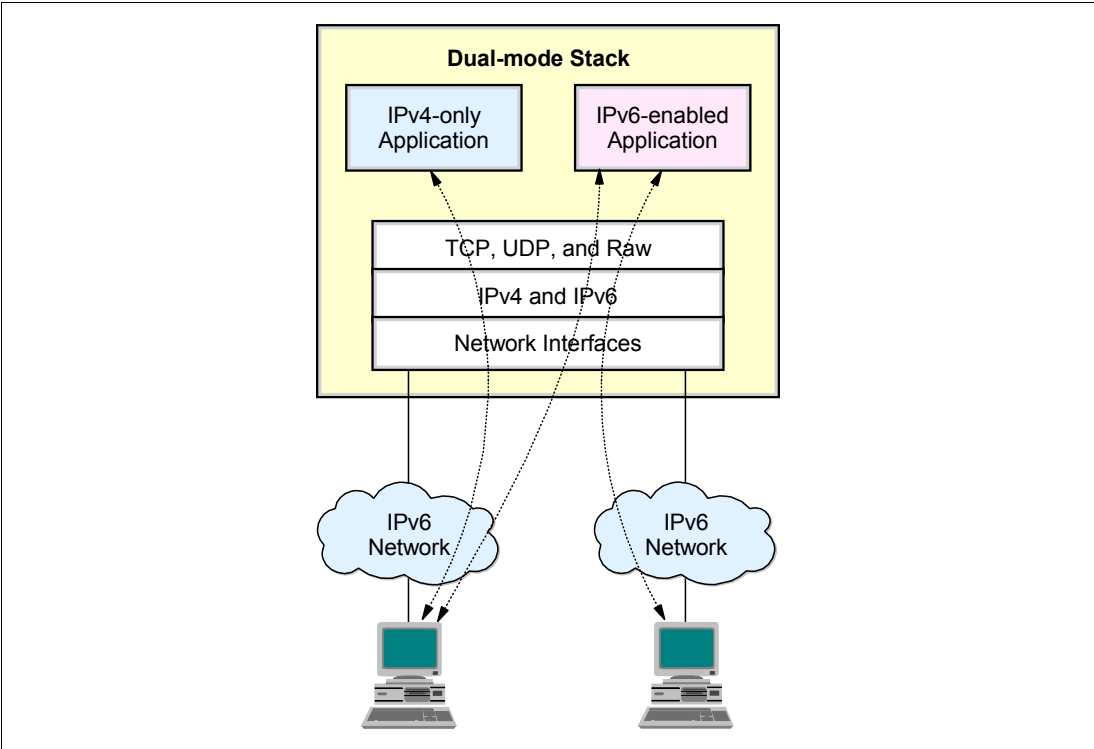 Dual-mode Stack
IPv4-only
Application
IPv6-enabled
Application
TCP, UDP, and Raw
IPv4 and IPv6
Network Interfaces
IPv6
Network
IPv6
Network